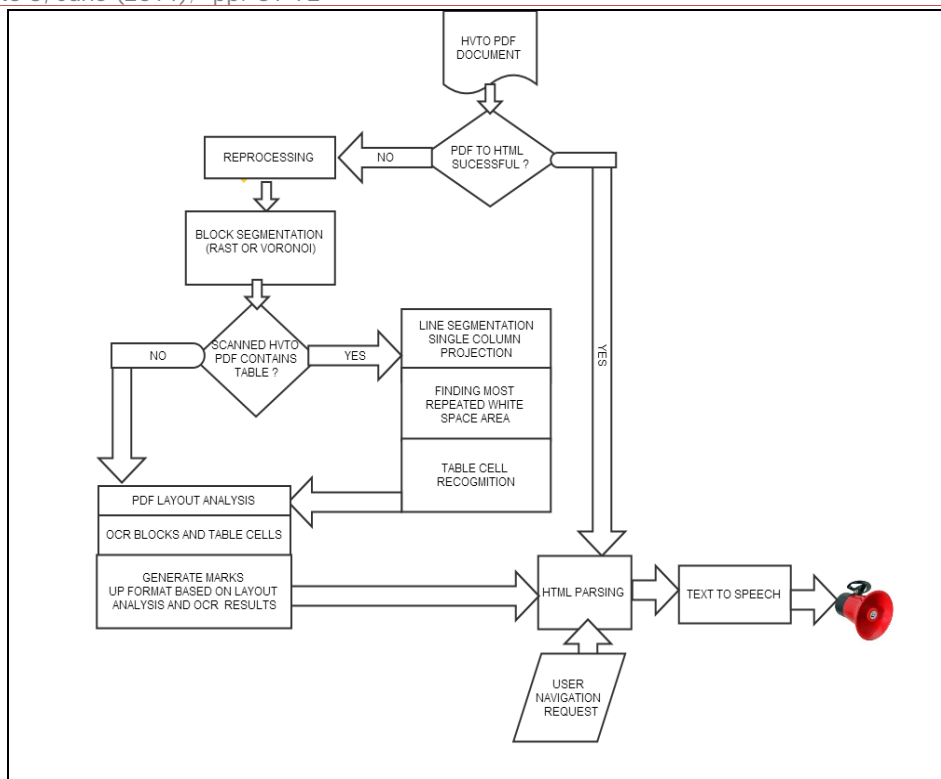 June pp.
HVTO PDF
DOCUMENT
PDF TO HTML
SUCESSFUL ?
NO
REPROCESSING
BLOCK SEGMENTATION
(RAST OR VORONOI)
SCANNED HVTO
PDF CONTAINS
TABLE ?
NO
YES
LINE SEGMENTATION
SINGLE COLUMN
PROJECTION
FINDING MOST
REPEATED WHITE
SPACE AREA
TABLE CELL
RECOGMITION
YES
PDF LAYOUT ANALYSIS
OCR BLOCKS AND TABLE CELLS
GENERATE MARKS
UP FORMAT BASED ON LAYOUT
ANALYSIS AND OCR RESULTS
HTML PARSING
TEXT TO SPEECH
USER
NAVIGATION
REQUEST